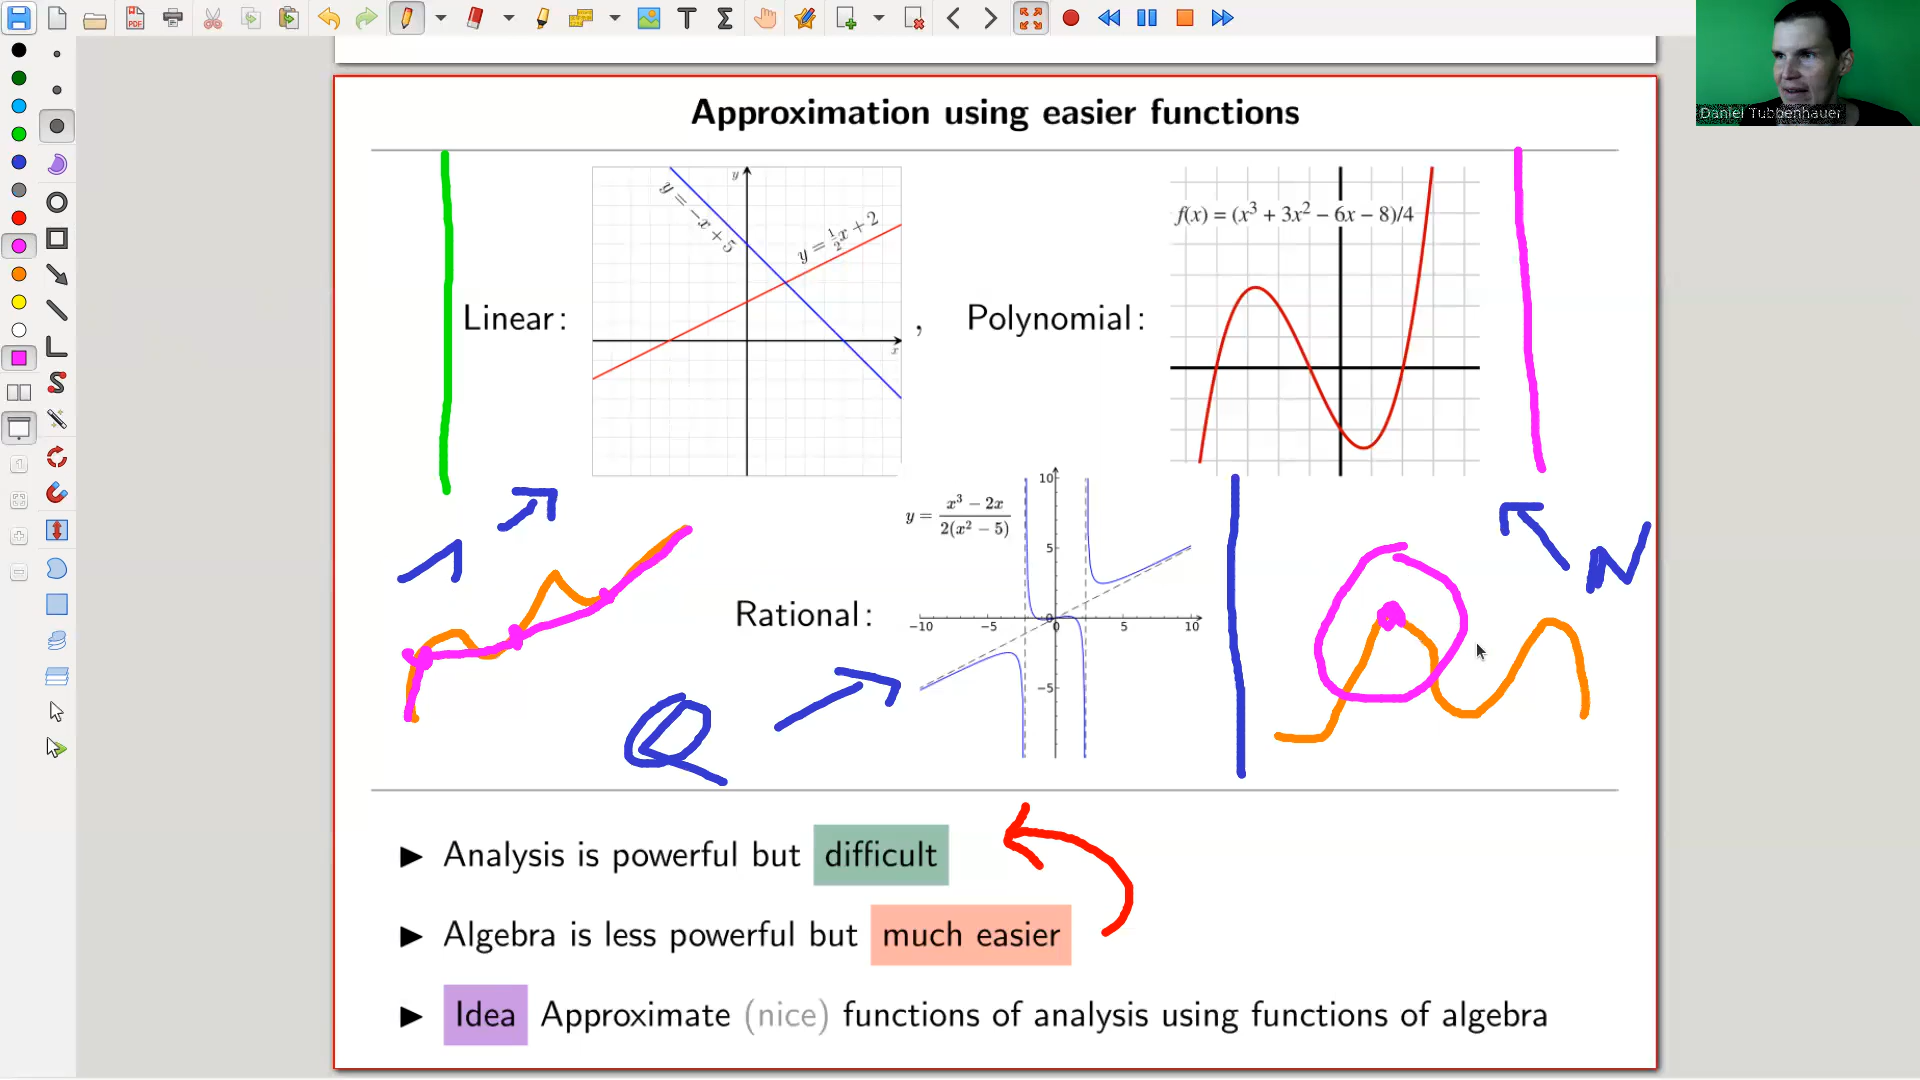 Daniel Tubbenhauer
Approximation using easier functions
y
y = −x + 5
y = ½x + 2
x
Linear:
,
Polynomial:
f(x) = (x³ + 3x² − 6x − 8)/4
Rational:
y = (x³ − 2x) / (2(x² − 5))
10
5
0
−5
−10 −5 0 5 10
N
Q
► Analysis is powerful but difficult
► Algebra is less powerful but much easier
► Idea Approximate (nice) functions of analysis using functions of algebra